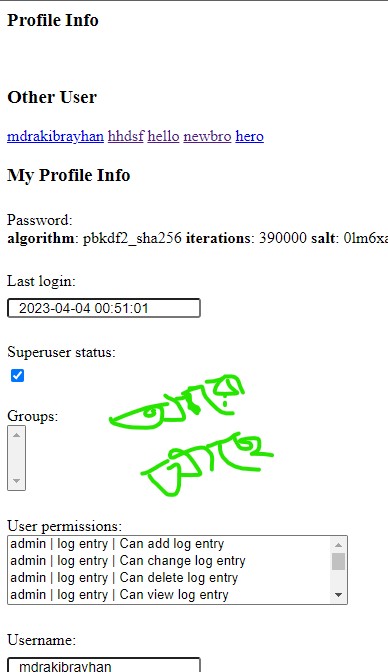 Profile Info
Other User
mdrakibrayhan hhdsf hello newbro hero
My Profile Info
Password:
algorithm: pbkdf2_sha256 iterations: 390000 salt: 0lm6xa
Last login:
2023-04-04 00:51:01
Superuser status:
Groups:
আরো
আছে
User permissions:
admin | log entry | Can add log entry
admin | log entry | Can change log entry
admin | log entry | Can delete log entry
admin | log entry | Can view log entry
Username:
mdrakibrayhan